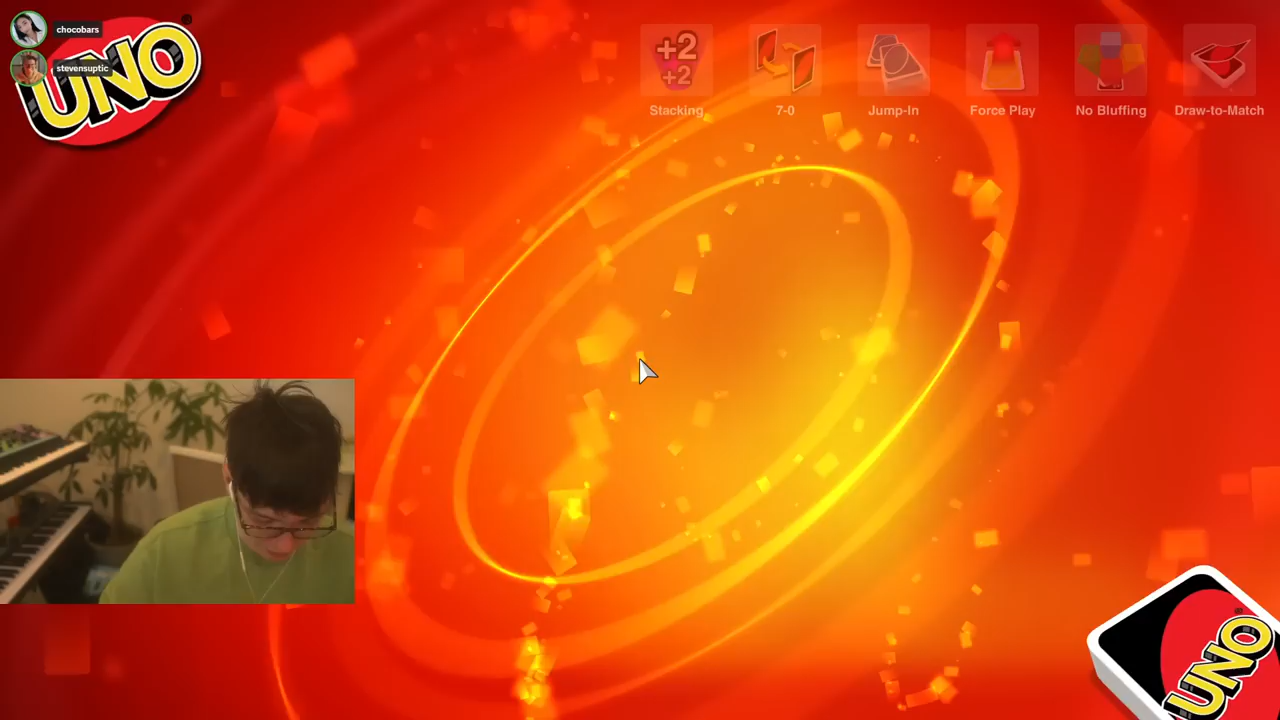 chocobars
stevensuptic
UNO
+2
+2
Stacking
7-0
Jump-In
Force Play
No Bluffing
Draw-to-Match
UNO